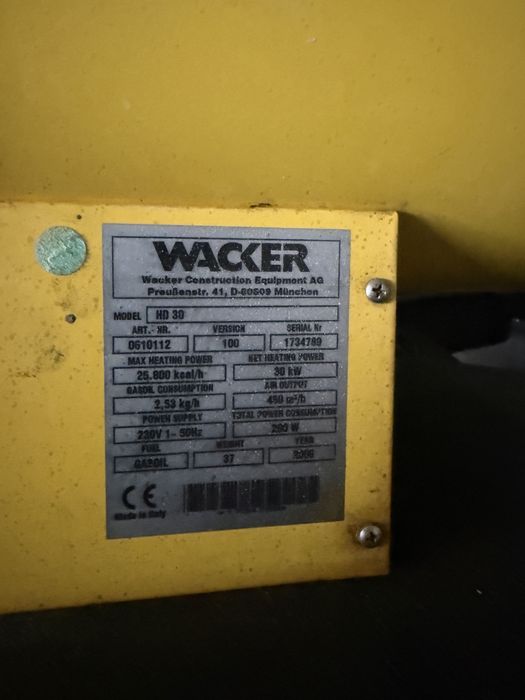 WACKER
Wacker Construction Equipment AG
Preußenstr. 41, D-80809 München
MODEL HD 30
ART.- NR. VERSION SERIAL Nr
0610112 100 1734789
MAX HEATING POWER NET HEATING POWER
25.800 kcal/h 30 kW
GASOIL CONSUMPTION AIR OUTPUT
2,53 kg/h m³/h
POWER SUPPLY TOTAL POWER CONSUMPTION
230V 1~ 50Hz W
FUEL WEIGHT YEAR
GASOIL 37
CE
Made in Italy